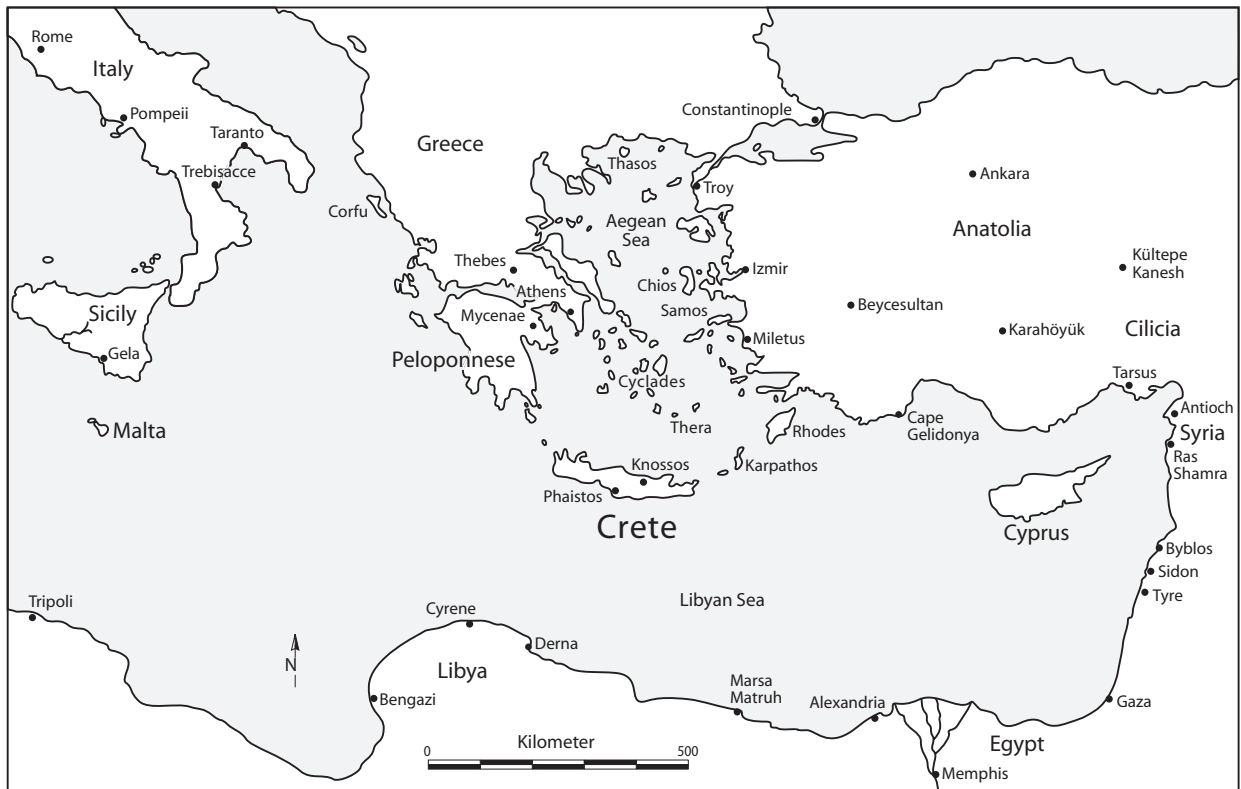 Rome
Italy
Pompeii
Taranto
Trebisacce
Greece
Corfu
Constantinople
Thasos
Troy
Aegean
Sea
Ankara
Anatolia
Thebes
Athens
Mycenae
Peloponnese
Chios
Izmir
Samos
Miletus
Beycesultan
Kültepe
Kanesh
Karahöyük
Cilicia
Tarsus
Sicily
Gela
Malta
Cyclades
Thera
Rhodes
Cape
Gelidonya
Antioch
Syria
Ras
Shamra
Knossos
Phaistos
Karpathos
Crete
Cyprus
Byblos
Sidon
Tyre
Libyan Sea
Tripoli
N
Cyrene
Derna
Libya
Bengazi
Marsa
Matruh
Alexandria
Gaza
Egypt
Memphis
Kilometer
0
500